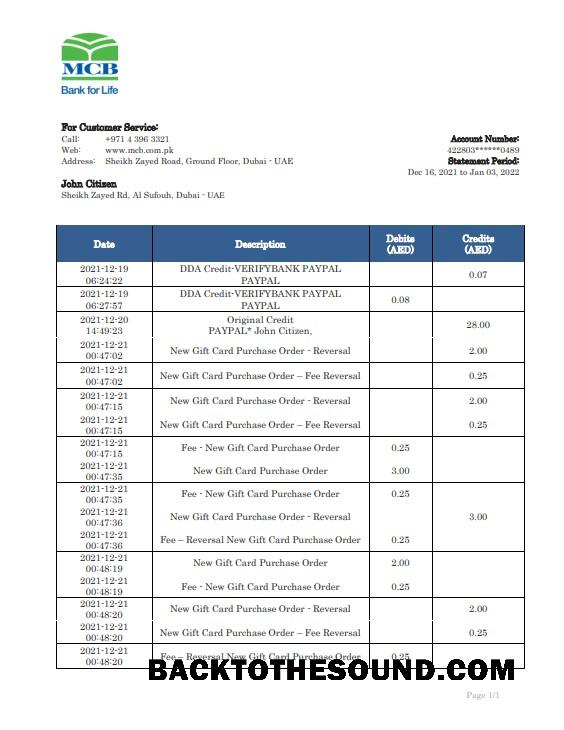 MCB
Bank for Life
For Customer Service:
Call: +971 4 396 3321
Web: www.mcb.com.pk
Address: Sheikh Zayed Road, Ground Floor, Dubai - UAE
Account Number:
422803******0489
Statement Period:
Dec 16, 2021 to Jan 03, 2022
John Citizen
Sheikh Zayed Rd, Al Sufouh, Dubai - UAE
Date Description Debits (AED) Credits (AED)
2021-12-19 06:24:22 DDA Credit-VERIFYBANK PAYPAL PAYPAL 0.07
2021-12-19 06:27:57 DDA Credit-VERIFYBANK PAYPAL PAYPAL 0.08
2021-12-20 14:49:23 Original Credit PAYPAL* John Citizen, 28.00
2021-12-21 00:47:02 New Gift Card Purchase Order - Reversal 2.00
2021-12-21 00:47:02 New Gift Card Purchase Order – Fee Reversal 0.25
2021-12-21 00:47:15 New Gift Card Purchase Order - Reversal 2.00
2021-12-21 00:47:15 New Gift Card Purchase Order – Fee Reversal 0.25
2021-12-21 00:47:15 Fee - New Gift Card Purchase Order 0.25
2021-12-21 00:47:35 New Gift Card Purchase Order 3.00
2021-12-21 00:47:35 Fee - New Gift Card Purchase Order 0.25
2021-12-21 00:47:36 New Gift Card Purchase Order - Reversal 3.00
2021-12-21 00:47:36 Fee – Reversal New Gift Card Purchase Order 0.25
2021-12-21 00:48:19 New Gift Card Purchase Order 2.00
2021-12-21 00:48:19 Fee - New Gift Card Purchase Order 0.25
2021-12-21 00:48:20 New Gift Card Purchase Order - Reversal 2.00
2021-12-21 00:48:20 New Gift Card Purchase Order – Fee Reversal 0.25
2021-12-21 00:48:20 Fee – Reversal New Gift Card Purchase Order 0.25
BACKTOTHESOUND.COM
Page 1/1